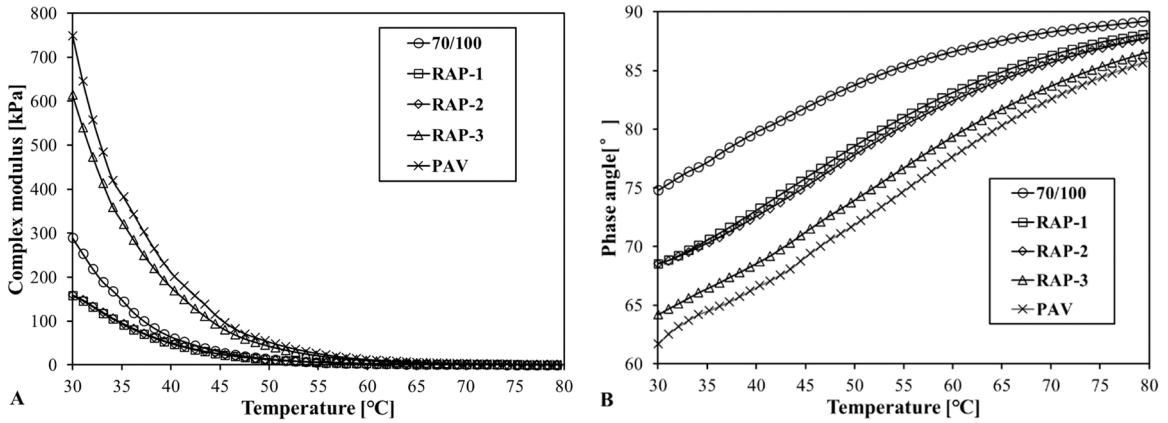 800
700
600
500
400
300
200
100
0
Complex modulus [kPa]
30 35 40 45 50 55 60 65 70 75 80
Temperature [°C]
A
70/100
RAP-1
RAP-2
RAP-3
PAV
90
85
80
75
70
65
60
Phase angle[°]
30 35 40 45 50 55 60 65 70 75 80
Temperature [°C]
B
70/100
RAP-1
RAP-2
RAP-3
PAV